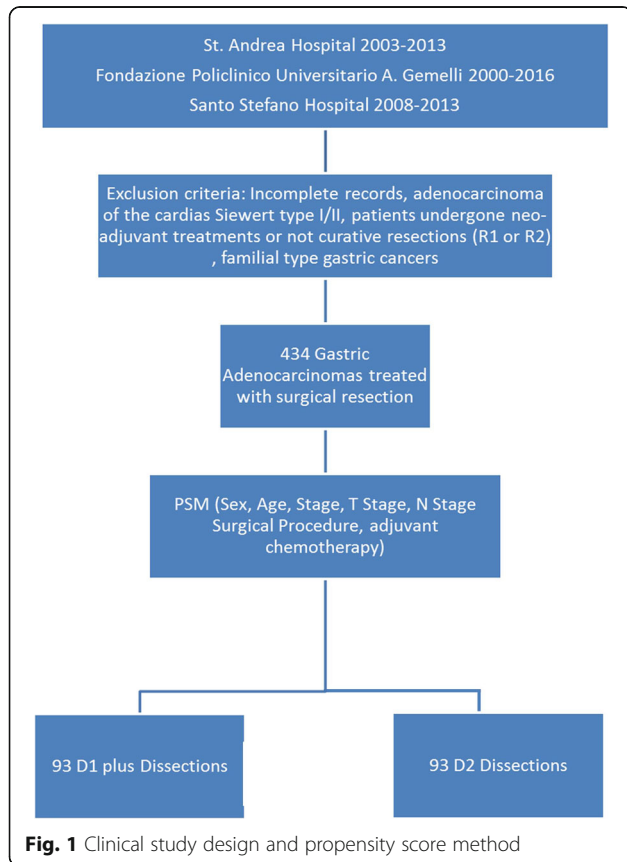 St. Andrea Hospital 2003-2013
Fondazione Policlinico Universitario A. Gemelli 2000-2016
Santo Stefano Hospital 2008-2013
Exclusion criteria: Incomplete records, adenocarcinoma
of the cardias Siewert type I/II, patients undergone neo-
adjuvant treatments or not curative resections (R1 or R2)
, familial type gastric cancers
434 Gastric
Adenocarcinomas treated
with surgical resection
PSM (Sex, Age, Stage, T Stage, N Stage
Surgical Procedure, adjuvant
chemotherapy)
93 D1 plus Dissections
93 D2 Dissections
Fig. 1 Clinical study design and propensity score method